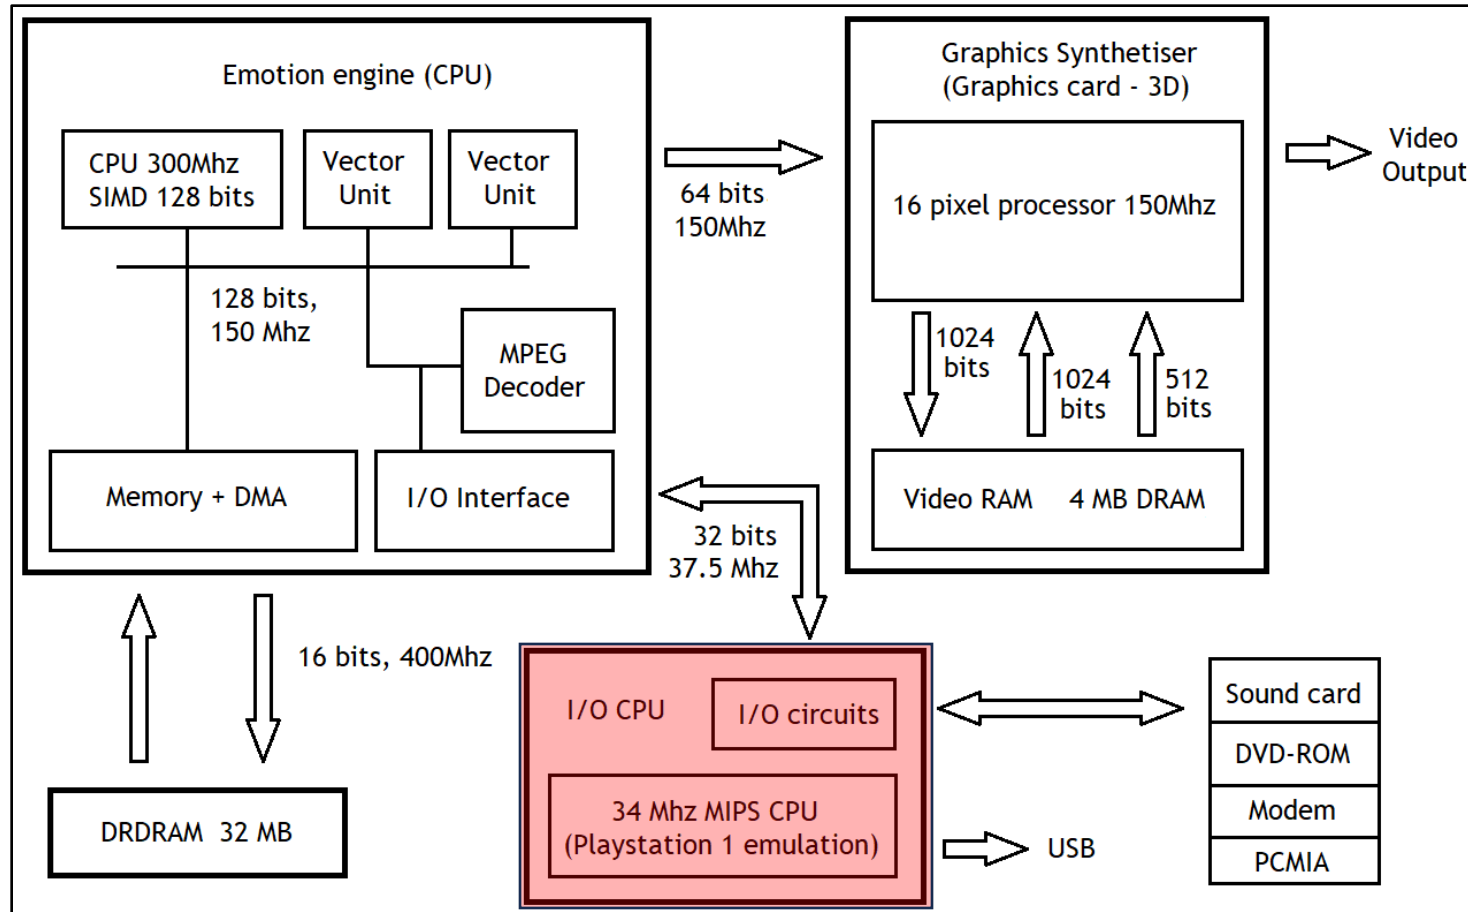 Emotion engine (CPU)
CPU 300Mhz
SIMD 128 bits
Vector
Unit
Vector
Unit
128 bits,
150 Mhz
MPEG
Decoder
Memory + DMA
I/O Interface
64 bits
150Mhz
Graphics Synthetiser
(Graphics card - 3D)
16 pixel processor 150Mhz
1024
bits
1024
bits
512
bits
Video RAM 4 MB DRAM
Video
Output
32 bits
37.5 Mhz
16 bits, 400Mhz
DRDRAM 32 MB
I/O CPU
I/O circuits
34 Mhz MIPS CPU
(Playstation 1 emulation)
USB
Sound card
DVD-ROM
Modem
PCMIA